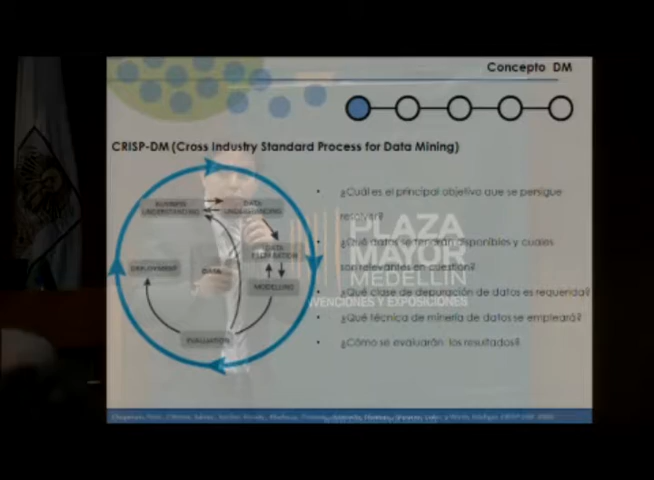 Concepto DM
CRISP-DM (Cross Industry Standard Process for Data Mining)
BUSINESS
UNDERSTANDING
DATA
UNDERSTANDING
DATA
PREPARATION
MODELLING
DEPLOYMENT
DATA
EVALUATION
¿Cuál es el principal objetivo que se persigue
resolver?
¿Qué datos se tendrán disponibles y cuales
son relevantes en cuestión?
¿Qué clase de depuración de datos es requerida?
¿Qué técnica de minería de datos se empleará?
¿Cómo se evaluarán los resultados?
PLAZA
MAYOR
MEDELLÍN
VENCIONES Y EXPOSICIONES